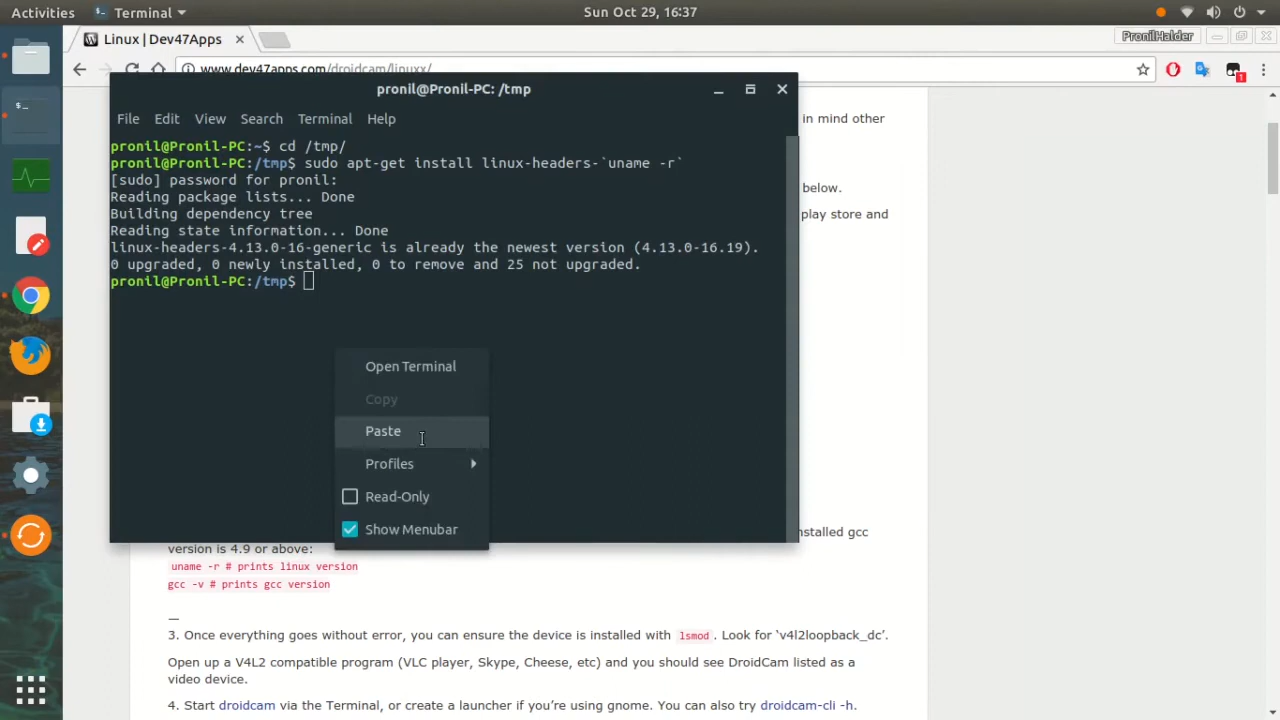 Activities
Terminal
Sun Oct 29, 16:37
Linux | Dev47Apps
PronilHalder
www.dev47apps.com/droidcam/linuxx/
1
pronil@Pronil-PC: /tmp
File Edit View Search Terminal Help
in mind other
pronil@Pronil-PC:~$ cd /tmp/
pronil@Pronil-PC:/tmp$ sudo apt-get install linux-headers-`uname -r`
[sudo] password for pronil:
below.
Reading package lists... Done
play store and
Building dependency tree
Reading state information... Done
linux-headers-4.13.0-16-generic is already the newest version (4.13.0-16.19).
0 upgraded, 0 newly installed, 0 to remove and 25 not upgraded.
pronil@Pronil-PC:/tmp$
Open Terminal
Copy
Paste
Profiles
Read-Only
Show Menubar
nstalled gcc
version is 4.9 or above:
uname -r # prints linux version
gcc -v # prints gcc version
—
3. Once everything goes without error, you can ensure the device is installed with lsmod. Look for ‘v4l2loopback_dc’.
Open up a V4L2 compatible program (VLC player, Skype, Cheese, etc) and you should see DroidCam listed as a
video device.
4. Start droidcam via the Terminal, or create a launcher if you’re using gnome. You can also try droidcam-cli -h.